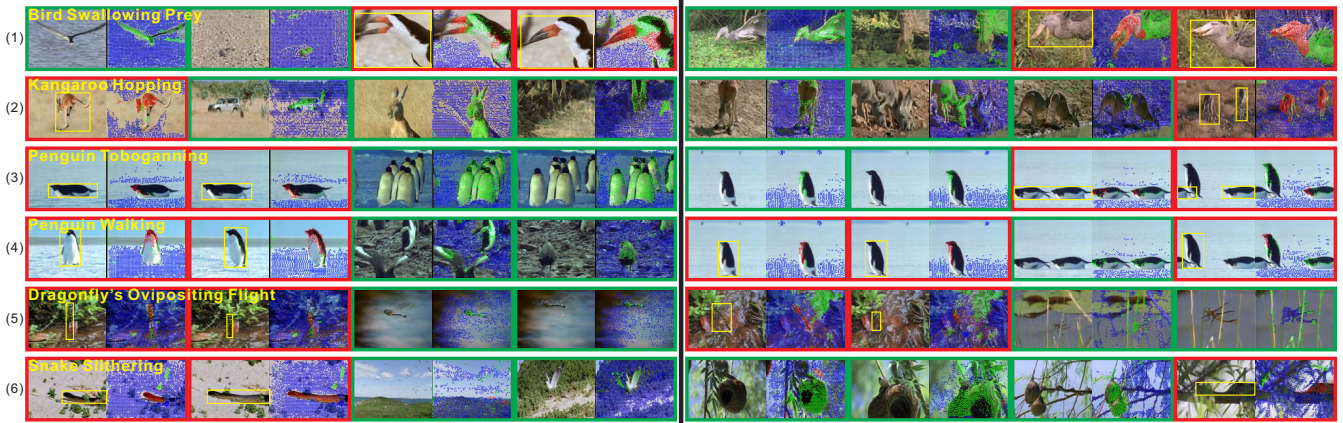 (1) Bird Swallowing Prey
(2) Kangaroo Hopping
(3) Penguin Toboganning
(4) Penguin Walking
(5) Dragonfly's Ovipositing Flight
(6) Snake Slithering